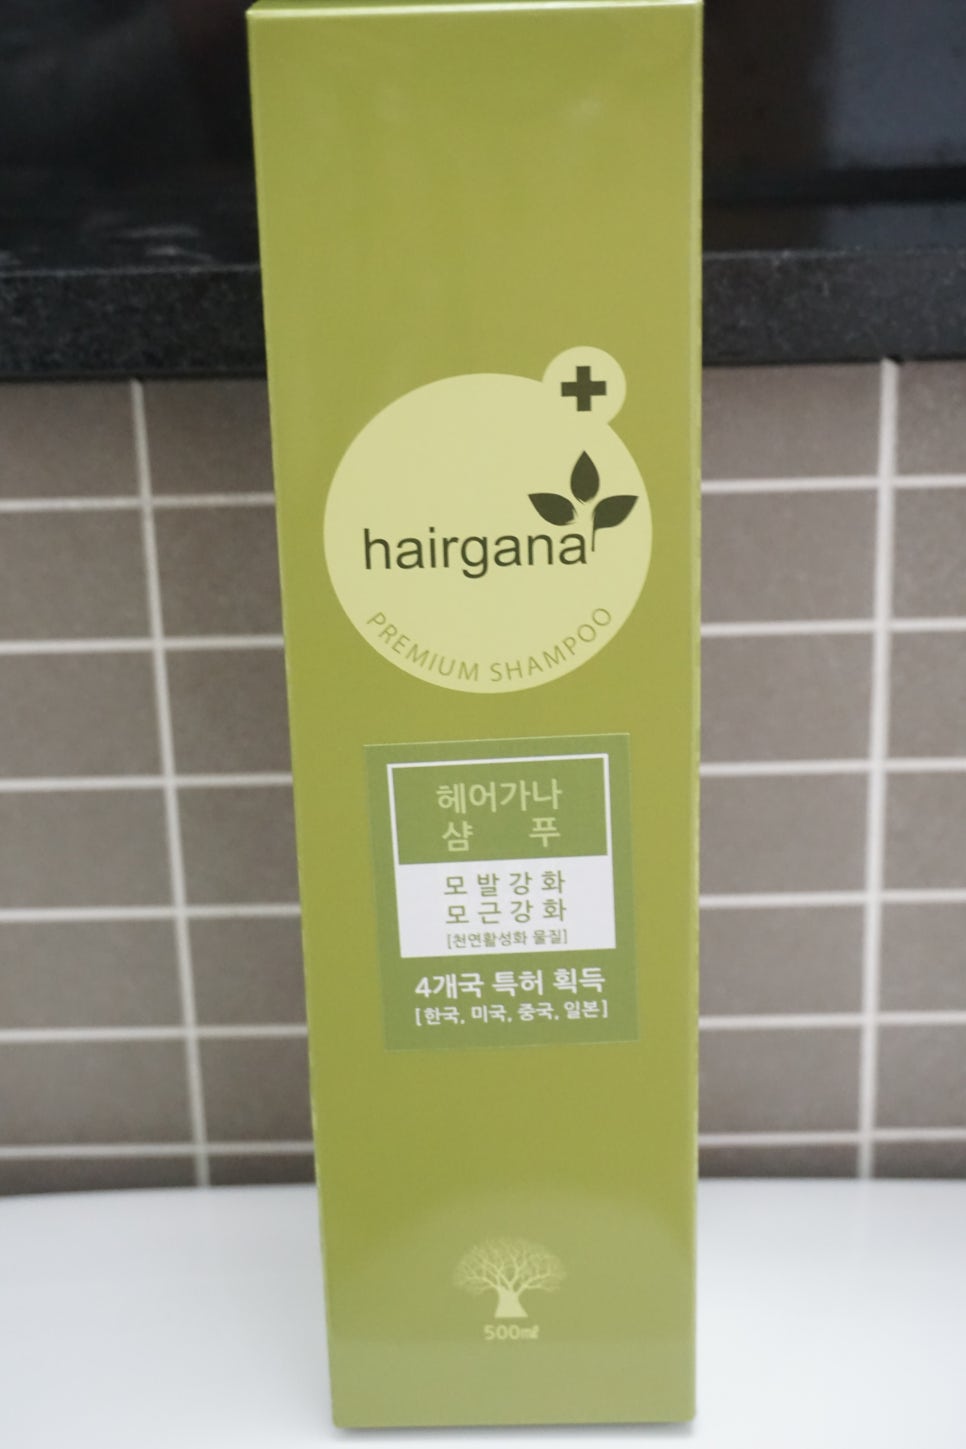 hairgana
PREMIUM SHAMPOO
헤어가나
샴 푸
모발강화
모근강화
[천연활성화 물질]
4개국 특허 획득
[한국, 미국, 중국, 일본]
500㎖